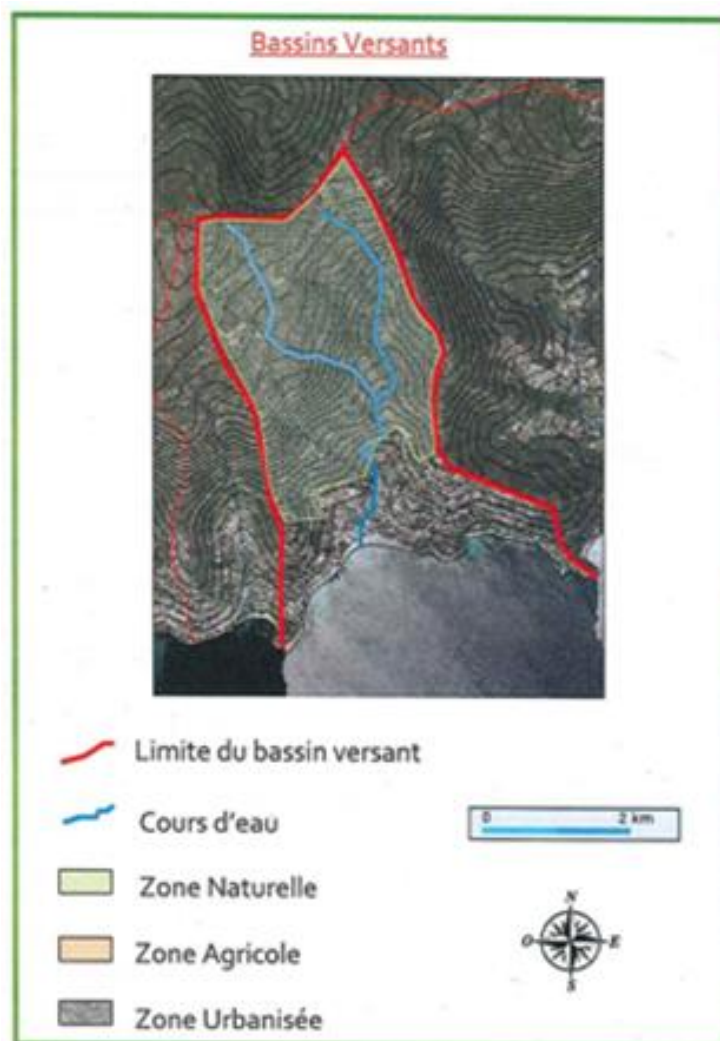 Bassins Versants
Limite du bassin versant
Cours d'eau
0 2 km
Zone Naturelle
N
O E
S
Zone Agricole
Zone Urbanisée